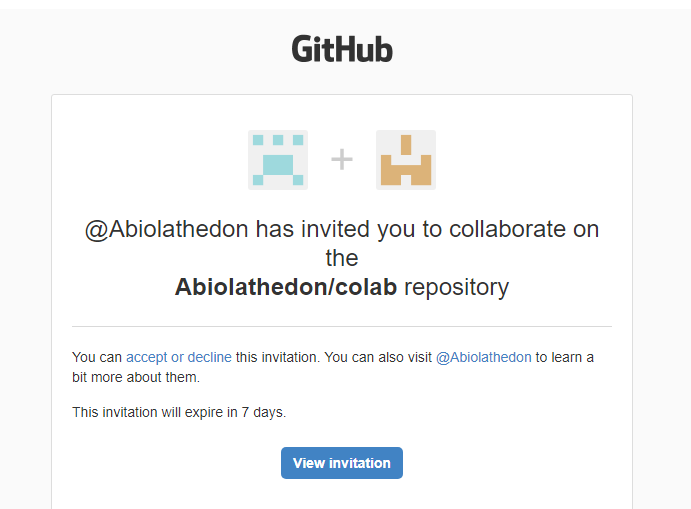 GitHub
@Abiolathedon has invited you to collaborate on
the
Abiolathedon/colab repository
You can accept or decline this invitation. You can also visit @Abiolathedon to learn a
bit more about them.
This invitation will expire in 7 days.
View invitation